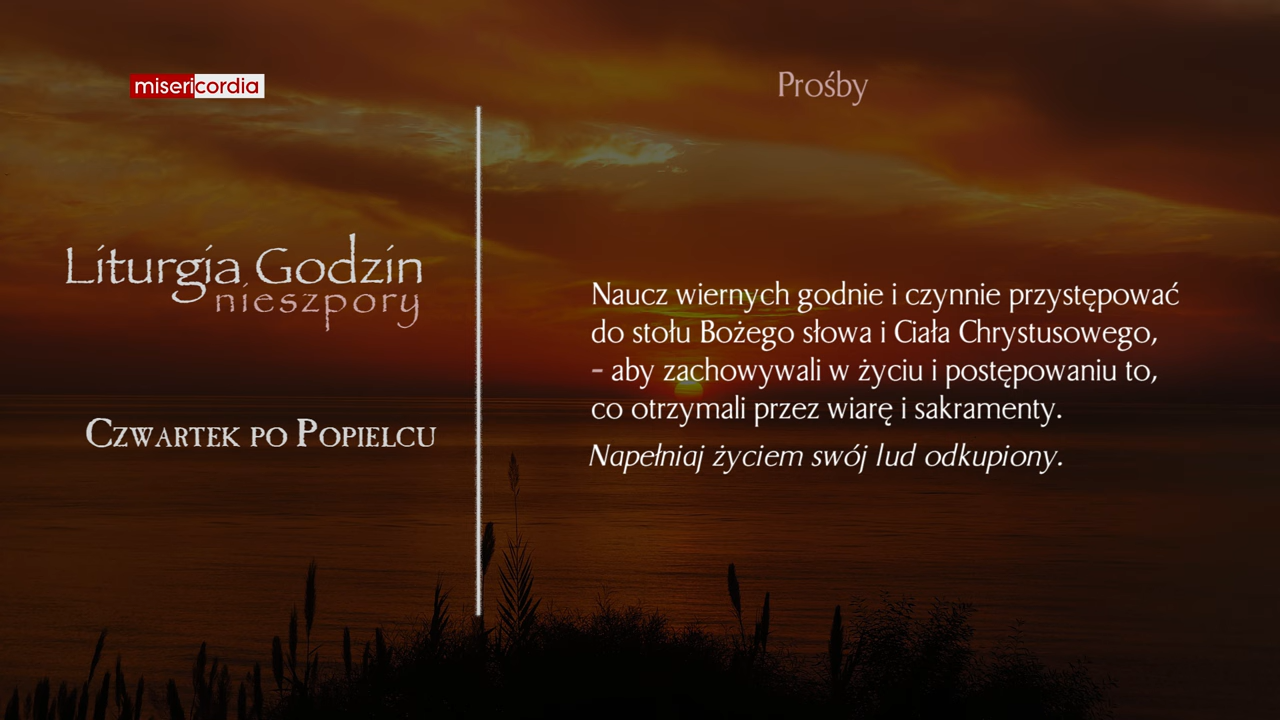 misericordia
Liturgia Godzin
nieszpory
Czwartek po Popielcu
Prośby
Naucz wiernych godnie i czynnie przystępować
do stołu Bożego słowa i Ciała Chrystusowego,
- aby zachowywali w życiu i postępowaniu to,
co otrzymali przez wiarę i sakramenty.
Napełniaj życiem swój lud odkupiony.